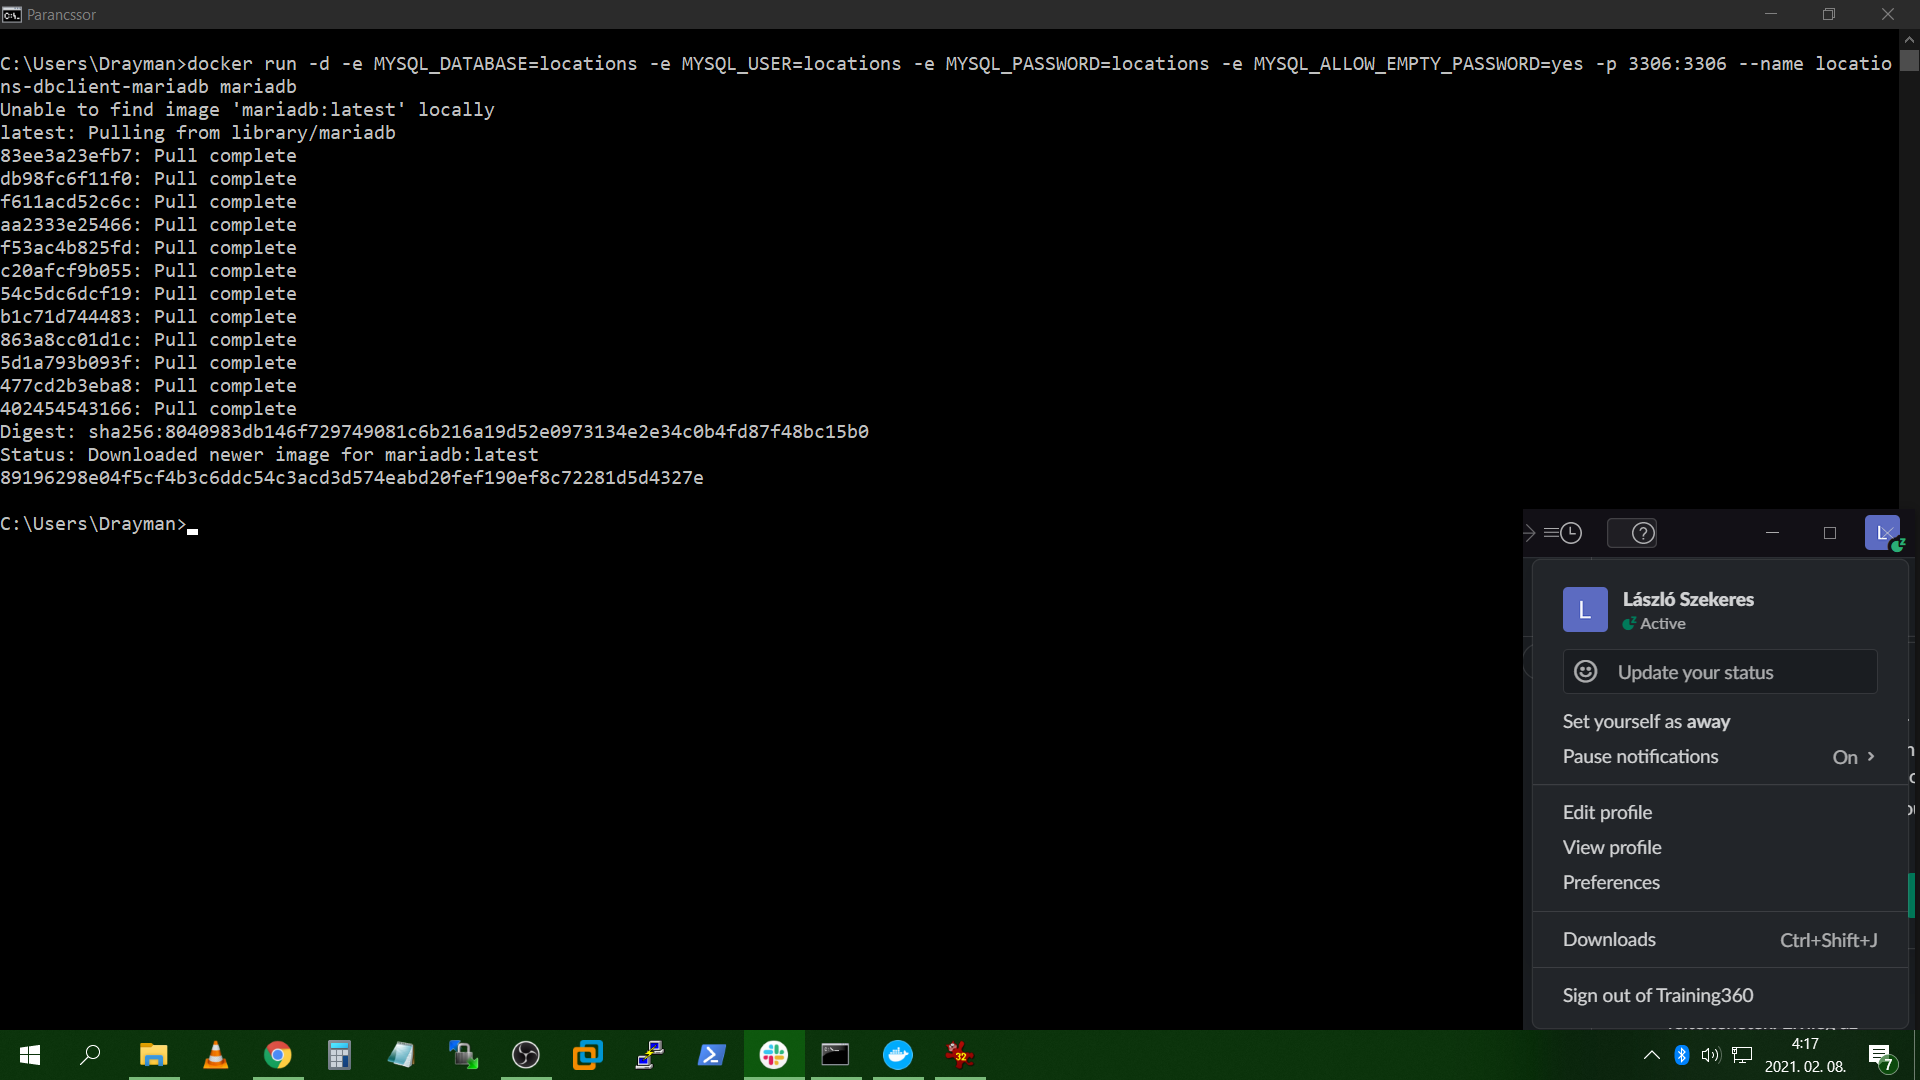 Parancssor
C:\Users\Drayman>docker run -d -e MYSQL_DATABASE=locations -e MYSQL_USER=locations -e MYSQL_PASSWORD=locations -e MYSQL_ALLOW_EMPTY_PASSWORD=yes -p 3306:3306 --name locatio
ns-dbclient-mariadb mariadb
Unable to find image 'mariadb:latest' locally
latest: Pulling from library/mariadb
83ee3a23efb7: Pull complete
db98fc6f11f0: Pull complete
f611acd52c6c: Pull complete
aa2333e25466: Pull complete
f53ac4b825fd: Pull complete
c20afcf9b055: Pull complete
54c5dc6dcf19: Pull complete
b1c71d744483: Pull complete
863a8cc01d1c: Pull complete
5d1a793b093f: Pull complete
477cd2b3eba8: Pull complete
402454543166: Pull complete
Digest: sha256:8040983db146f729749081c6b216a19d52e0973134e2e34c0b4fd87f48bc15b0
Status: Downloaded newer image for mariadb:latest
89196298e04f5cf4b3c6ddc54c3acd3d574eabd20fef190ef8c72281d5d4327e
C:\Users\Drayman>
L
L
László Szekeres
Active
Update your status
Set yourself as away
Pause notifications On
Edit profile
View profile
Preferences
Downloads Ctrl+Shift+J
Sign out of Training360
32
4:17
2021. 02. 08.
7